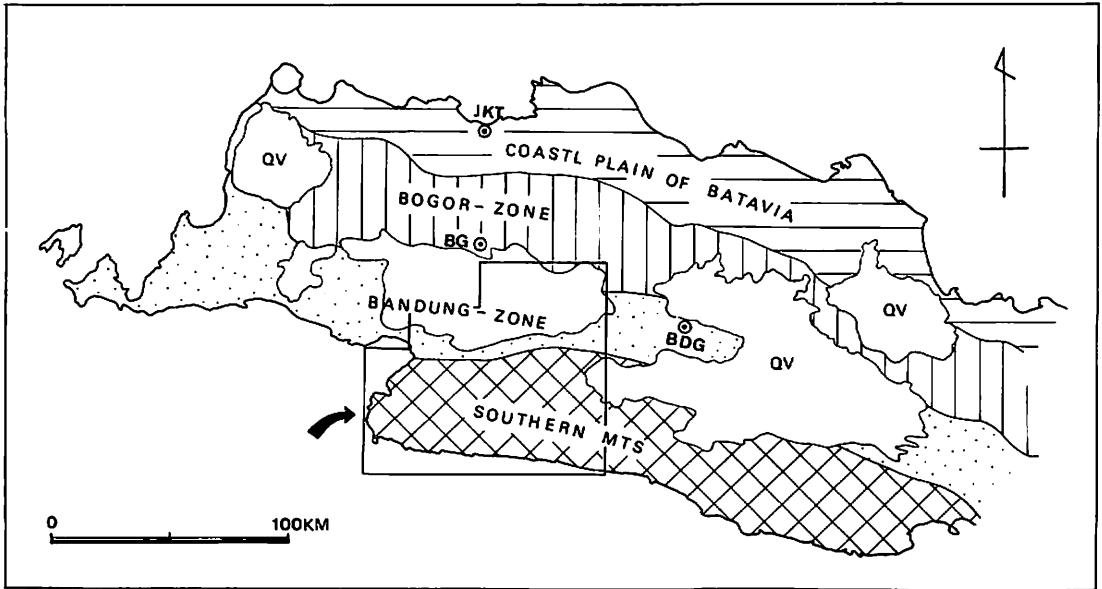 JKT
QV
COASTL PLAIN OF BATAVIA
BOGOR-ZONE
BG
BANDUNG-ZONE
QV
BDG
QV
SOUTHERN MTS
0 100KM